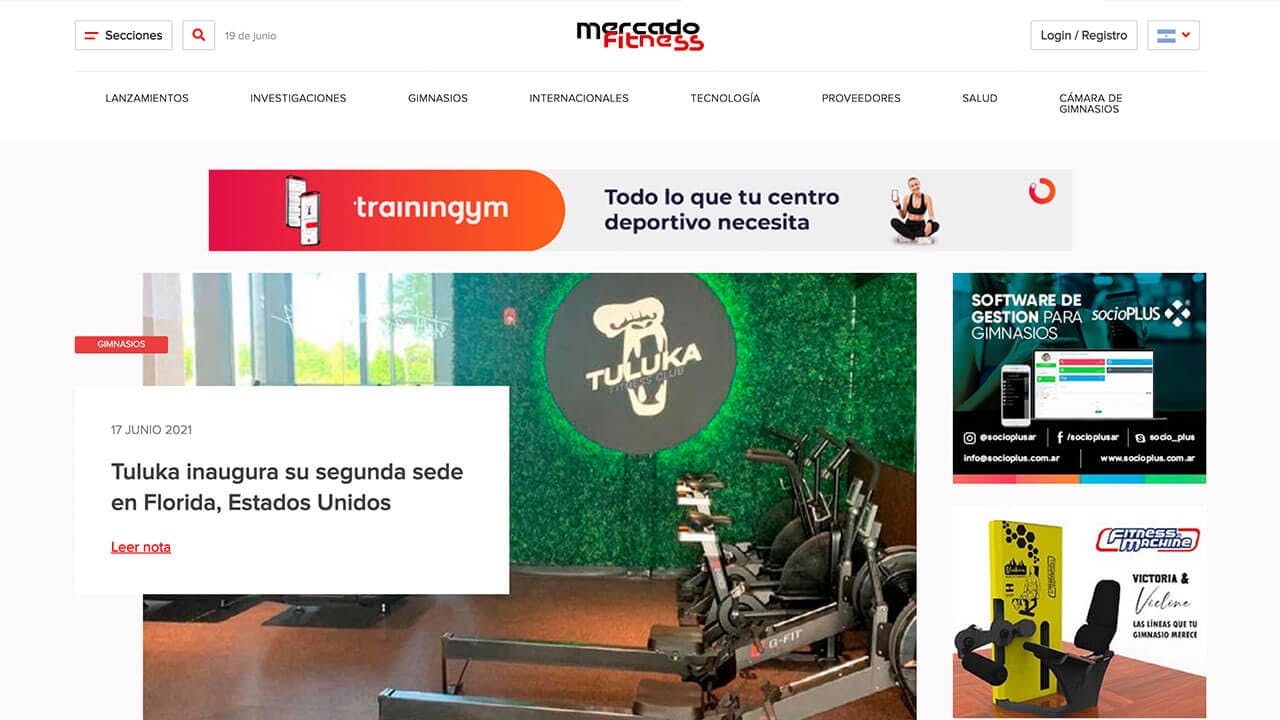 Secciones
19 de junio
mercado
Fitness
Login / Registro
LANZAMIENTOS
INVESTIGACIONES
GIMNASIOS
INTERNACIONALES
TECNOLOGÍA
PROVEEDORES
SALUD
CÁMARA DE
GIMNASIOS
trainingym
Todo lo que tu centro
deportivo necesita
GIMNASIOS
17 JUNIO 2021
Tuluka inaugura su segunda sede
en Florida, Estados Unidos
Leer nota
TULUKA
FITNESS CLUB
G-FIT
SOFTWARE DE
GESTION PARA
GIMNASIOS
socioPLUS
@socioplusar
/socioplusar
socio_plus
info@socioplus.com.ar
www.socioplus.com.ar
FITNESS
MACHINE
VICTORIA &
Vicline
LAS LÍNEAS QUE TU
GIMNASIO MERECE